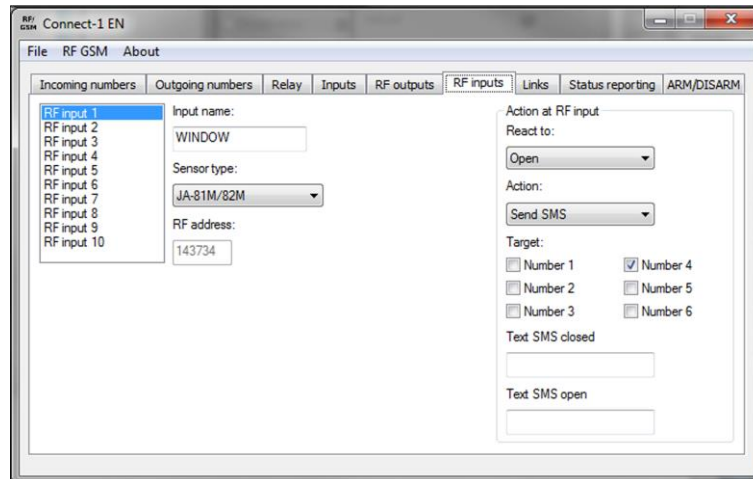 RF/GSM Connect-1 EN
File RF GSM About
Incoming numbers Outgoing numbers Relay Inputs RF outputs RF inputs Links Status reporting ARM/DISARM
RF input 1
RF input 2
RF input 3
RF input 4
RF input 5
RF input 6
RF input 7
RF input 8
RF input 9
RF input 10
Input name:
WINDOW
Sensor type:
JA-81M/82M
RF address:
143734
Action at RF input
React to:
Open
Action:
Send SMS
Target:
Number 1 Number 4
Number 2 Number 5
Number 3 Number 6
Text SMS closed
Text SMS open